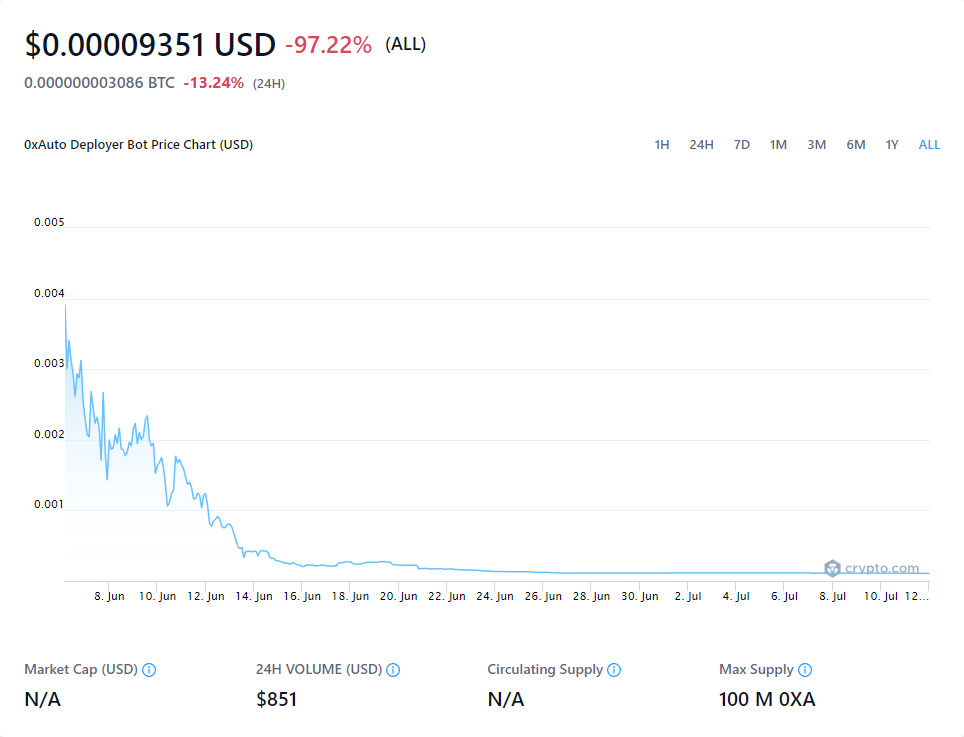 $0.00009351 USD -97.22% (ALL)
0.000000003086 BTC -13.24% (24H)
0xAuto Deployer Bot Price Chart (USD) 1H 24H 7D 1M 3M 6M 1Y ALL
0.005
0.004
0.003
0.002
0.001
crypto.com
8. Jun 10. Jun 12. Jun 14. Jun 16. Jun 18. Jun 20. Jun 22. Jun 24. Jun 26. Jun 28. Jun 30. Jun 2. Jul 4. Jul 6. Jul 8. Jul 10. Jul 12...
Market Cap (USD) 24H VOLUME (USD) Circulating Supply Max Supply
N/A $851 N/A 100 M 0XA